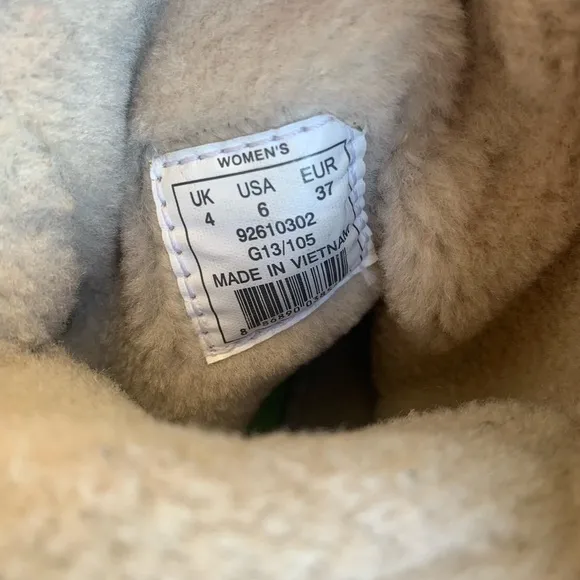 WOMEN'S
UK USA EUR
4 6 37
92610302
G13/105
MADE IN VIETNAM